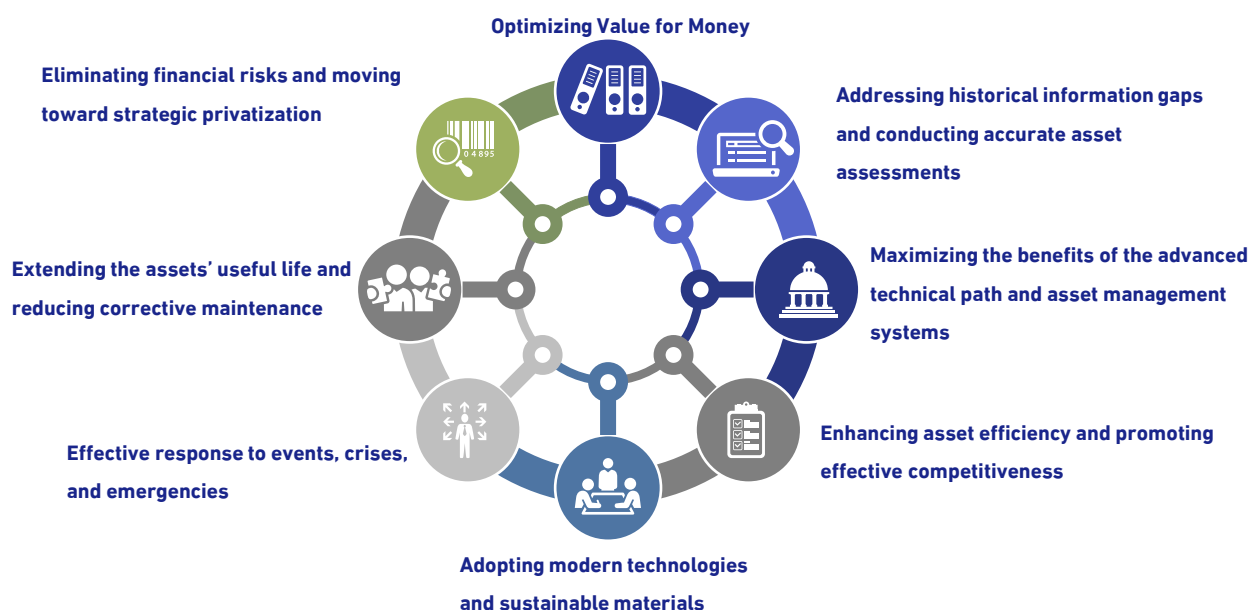 Optimizing Value for Money
Eliminating financial risks and moving
toward strategic privatization
Addressing historical information gaps
and conducting accurate asset
assessments
04895
Extending the assets’ useful life and
reducing corrective maintenance
Maximizing the benefits of the advanced
technical path and asset management
systems
Effective response to events, crises,
and emergencies
Enhancing asset efficiency and promoting
effective competitiveness
Adopting modern technologies
and sustainable materials